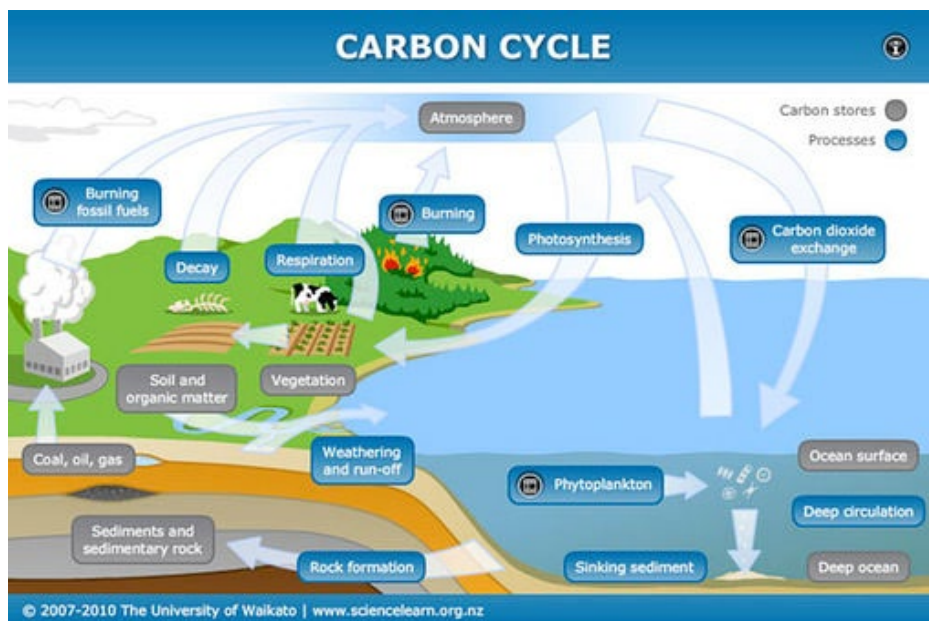 CARBON CYCLE
Atmosphere
Carbon stores
Processes
Burning
fossil fuels
Burning
Photosynthesis
Carbon dioxide
exchange
Decay
Respiration
Soil and
organic matter
Vegetation
Coal, oil, gas
Weathering
and run-off
Ocean surface
Phytoplankton
Deep circulation
Sediments and
sedimentary rock
Rock formation
Sinking sediment
Deep ocean
© 2007-2010 The University of Waikato | www.sciencelearn.org.nz